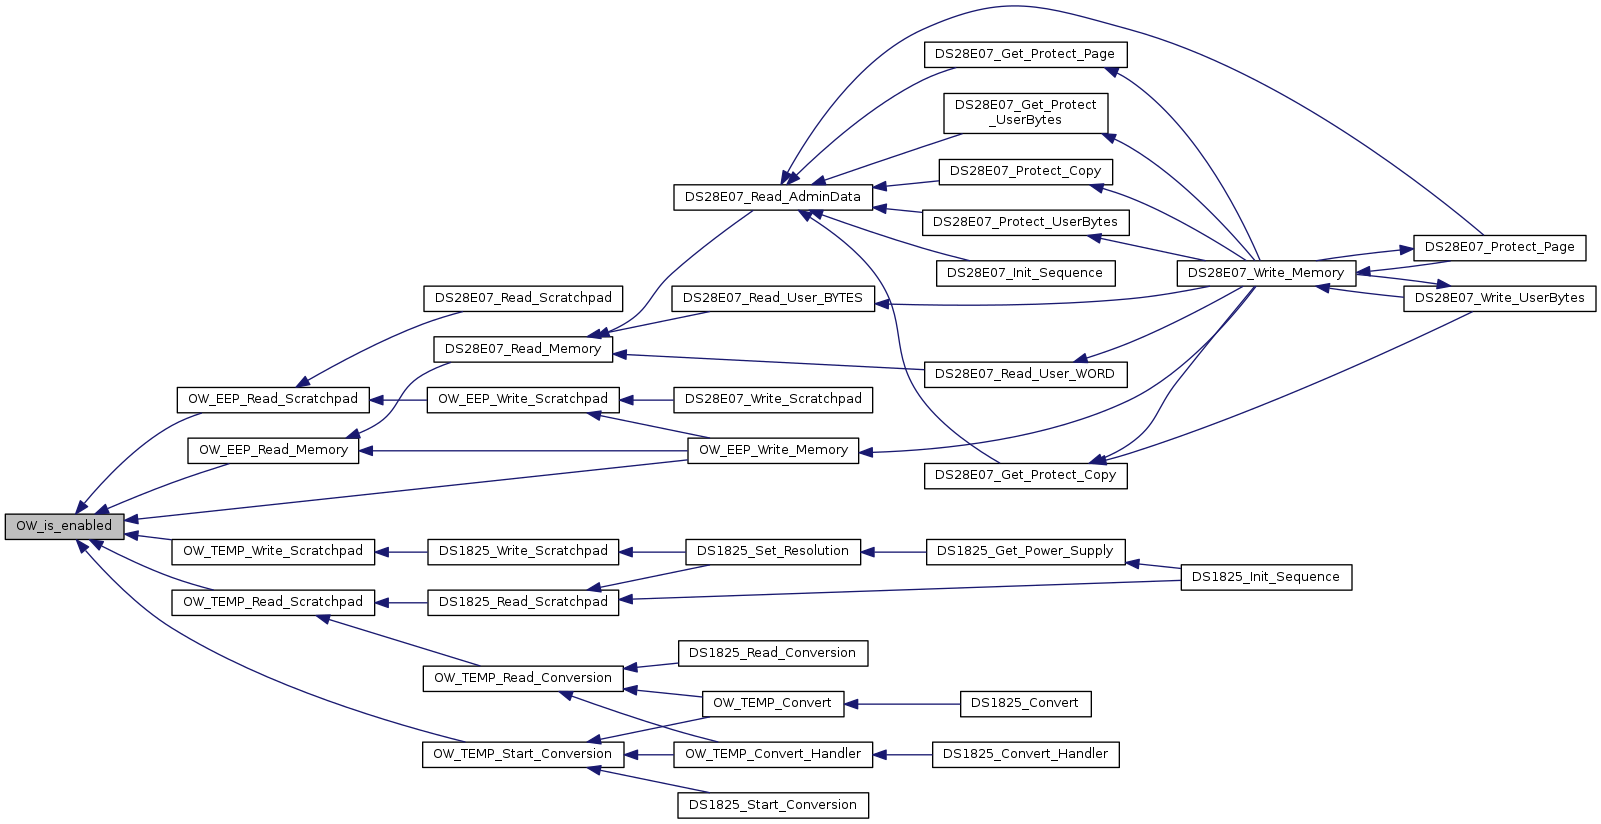 DS28E07_Get_Protect_Page
DS28E07_Get_Protect
_UserBytes
DS28E07_Protect_Copy
DS28E07_Read_AdminData
DS28E07_Protect_UserBytes
DS28E07_Protect_Page
DS28E07_Init_Sequence
DS28E07_Write_Memory
DS28E07_Read_Scratchpad
DS28E07_Read_User_BYTES
DS28E07_Write_UserBytes
DS28E07_Read_Memory
DS28E07_Read_User_WORD
OW_EEP_Read_Scratchpad
OW_EEP_Write_Scratchpad
DS28E07_Write_Scratchpad
OW_EEP_Read_Memory
OW_EEP_Write_Memory
DS28E07_Get_Protect_Copy
OW_is_enabled
OW_TEMP_Write_Scratchpad
DS1825_Write_Scratchpad
DS1825_Set_Resolution
DS1825_Get_Power_Supply
DS1825_Init_Sequence
OW_TEMP_Read_Scratchpad
DS1825_Read_Scratchpad
DS1825_Read_Conversion
OW_TEMP_Read_Conversion
OW_TEMP_Convert
DS1825_Convert
OW_TEMP_Start_Conversion
OW_TEMP_Convert_Handler
DS1825_Convert_Handler
DS1825_Start_Conversion